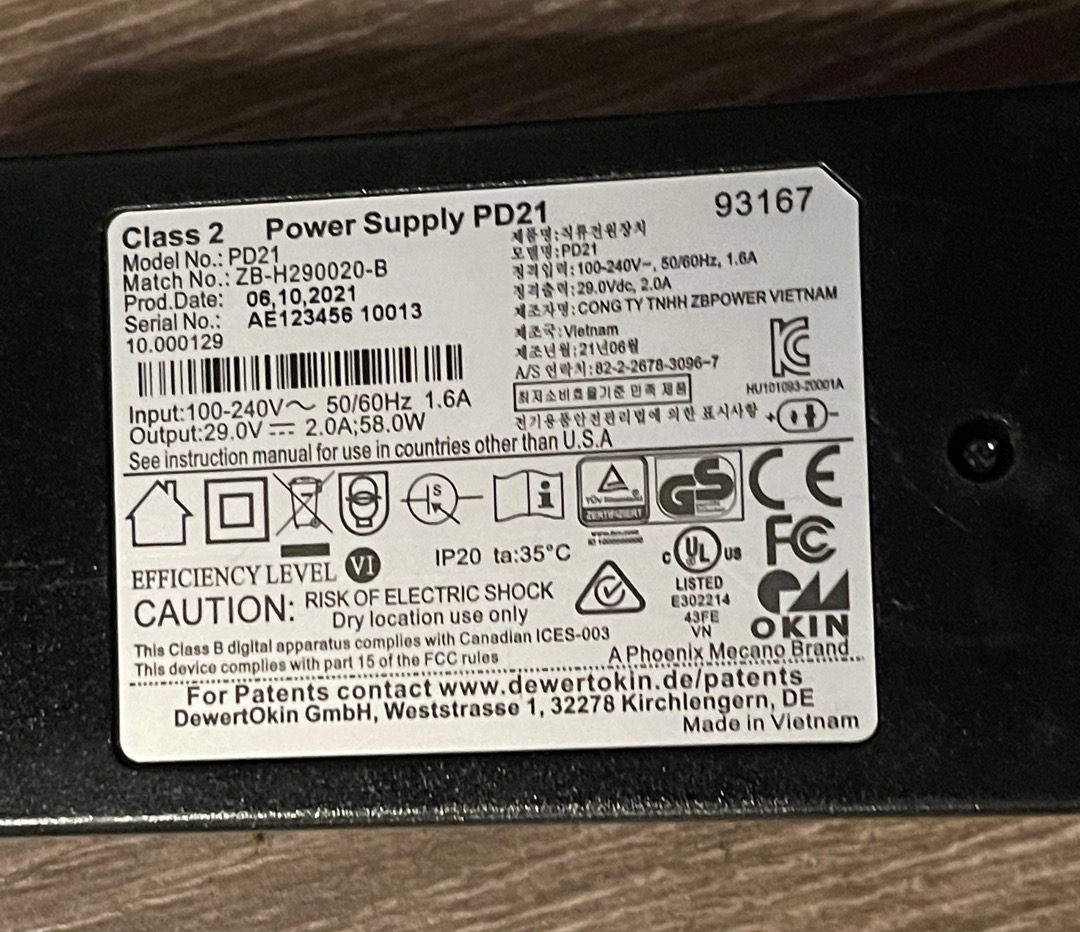 Class 2 Power Supply PD21
93167
Model No.: PD21
Match No.: ZB-H290020-B
Prod.Date: 06,10,2021
Serial No.: AE123456 10013
10.000129
Input:100-240V~ 50/60Hz 1.6A
Output:29.0V⎓ 2.0A;58.0W
제품명:직류전원장치
모델명:PD21
정격입력:100-240V~, 50/60Hz, 1.6A
정격출력:29.0Vdc, 2.0A
제조자명:CONG TY TNHH ZBPOWER VIETNAM
제조국:Vietnam
제조년월:21년06월
A/S 연락처:82-2-2678-3096-7
최저소비효율기준 만족 제품
전기용품안전관리법에 의한 표시사항
HU101093-20001A
See instruction manual for use in countries other than U.S.A
S
i
TÜV
ZERTIFIZIERT
GS
CE
EFFICIENCY LEVEL VI
IP20 ta:35°C
c UL US
LISTED
E302214
43FE
VN
FC
OKIN
A Phoenix Mecano Brand
CAUTION: RISK OF ELECTRIC SHOCK
Dry location use only
This Class B digital apparatus complies with Canadian ICES-003
This device complies with part 15 of the FCC rules
For Patents contact www.dewertokin.de/patents
DewertOkin GmbH, Weststrasse 1, 32278 Kirchlengern, DE
Made in Vietnam